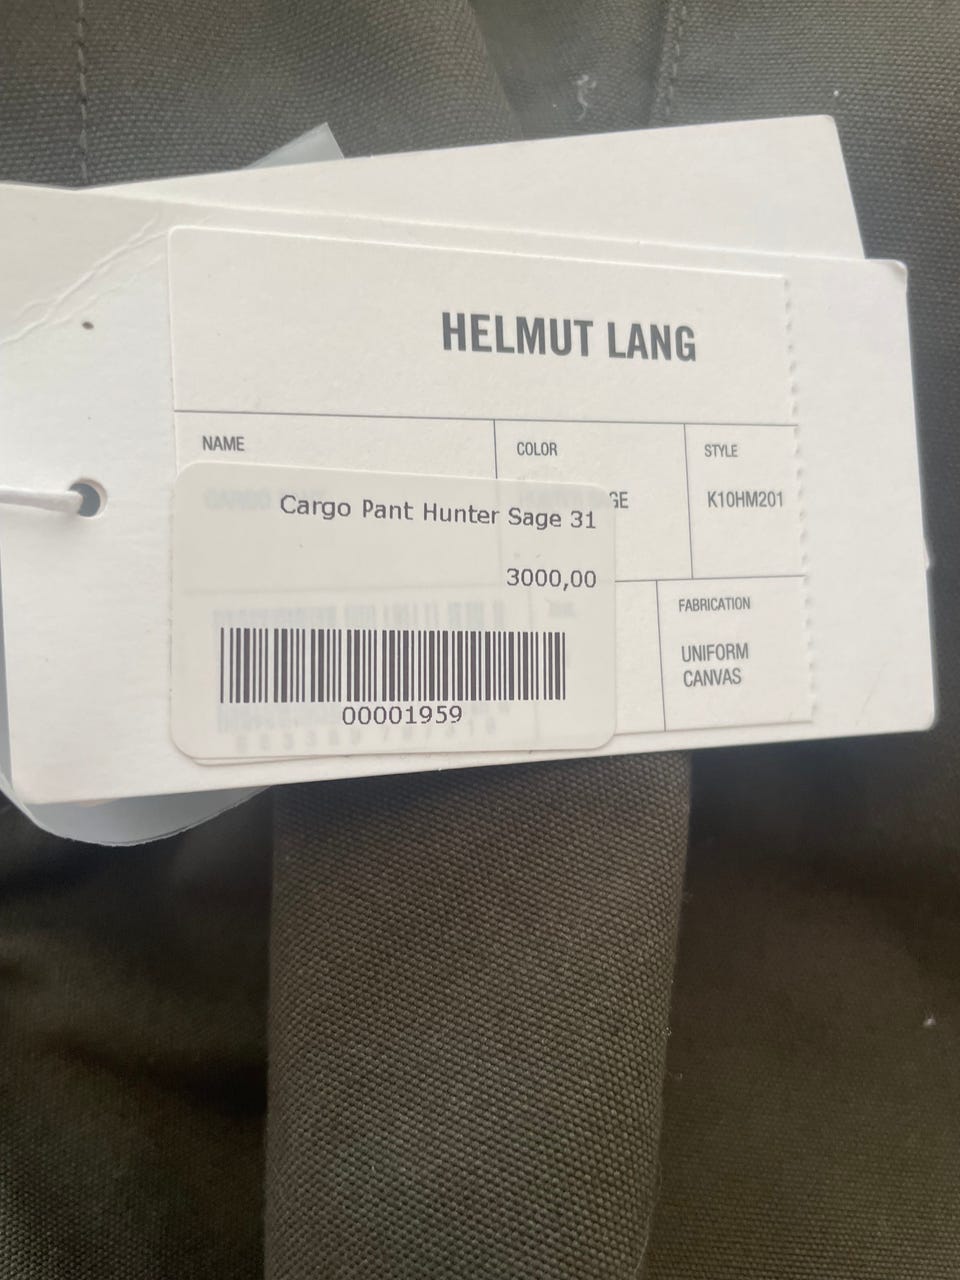 HELMUT LANG
NAME
COLOR
STYLE
K10HM201
Cargo Pant Hunter Sage 31
3000,00
FABRICATION
UNIFORM
CANVAS
00001959